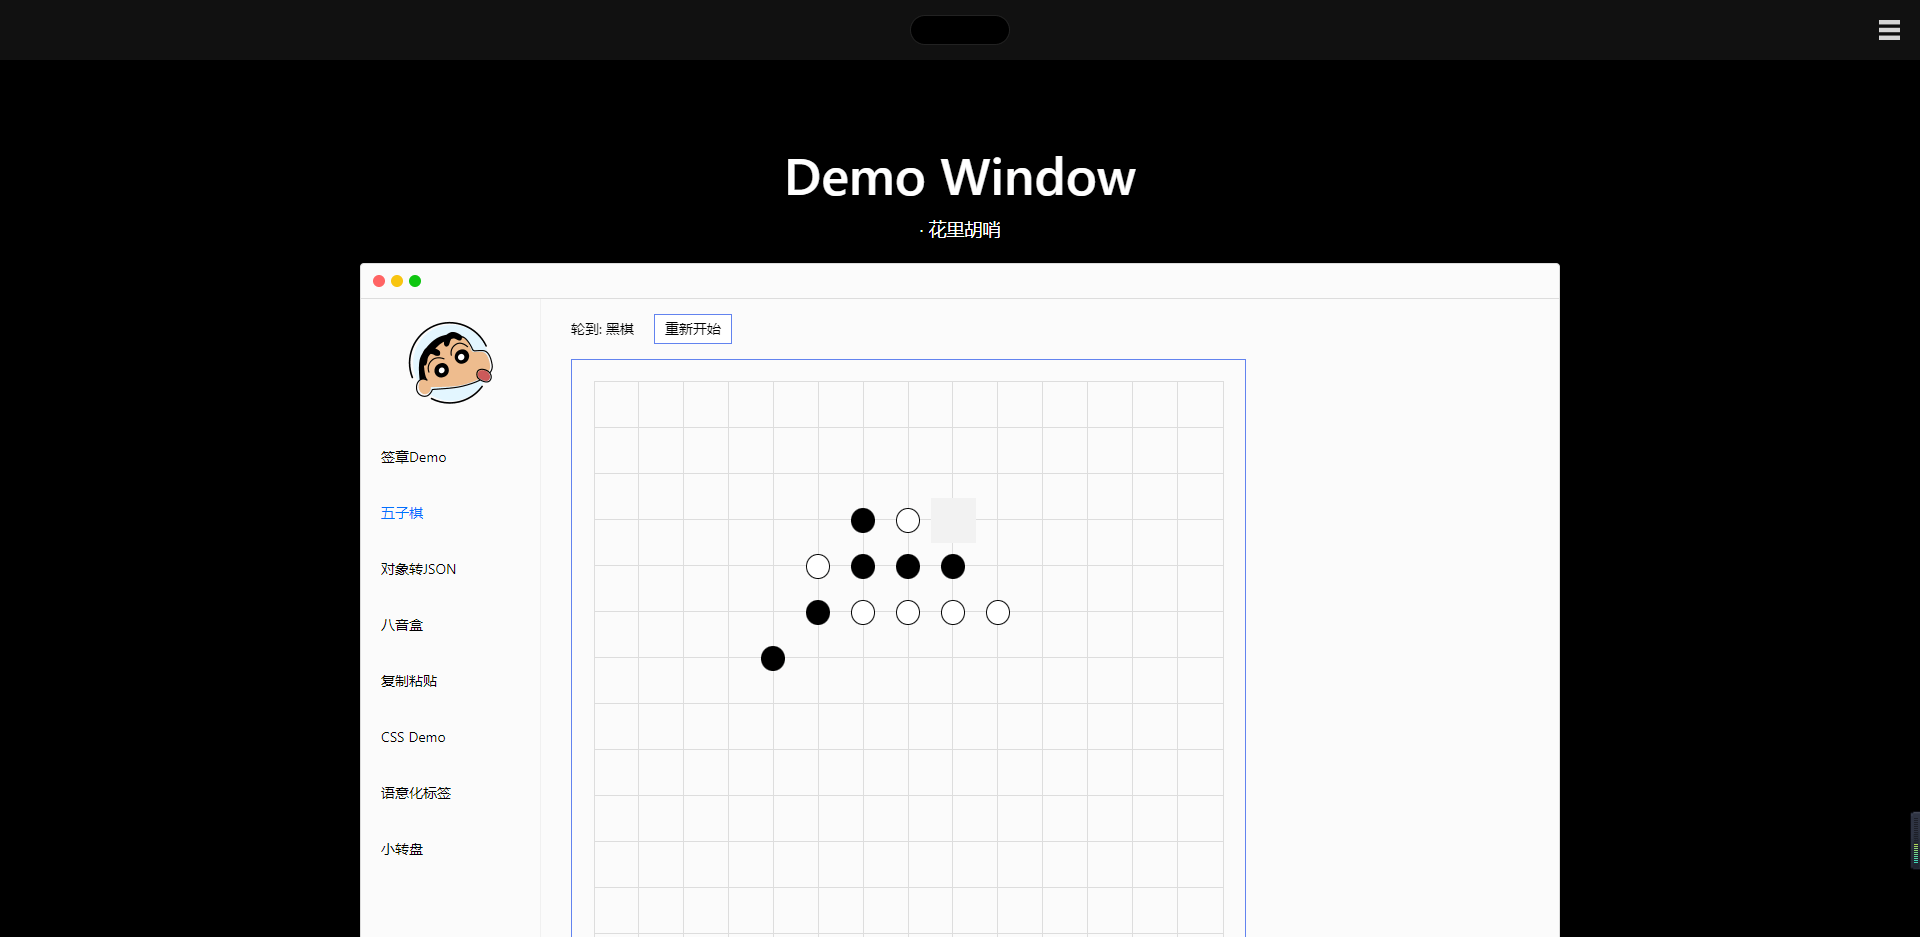 Demo Window
· 花里胡哨
轮到: 黑棋
重新开始
签章Demo
五子棋
对象转JSON
八音盒
复制粘贴
CSS Demo
语意化标签
小转盘